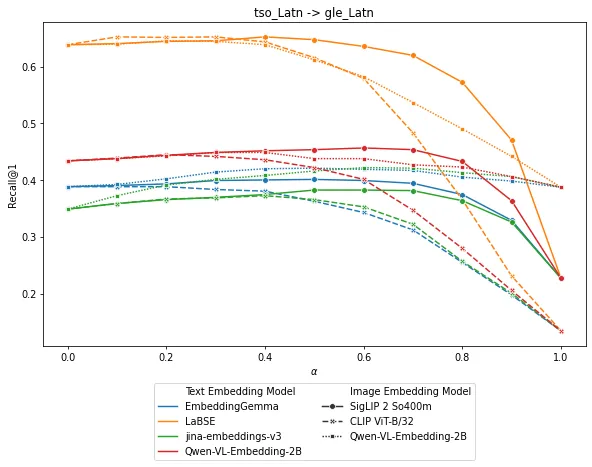 tso_Latn -> gle_Latn
Recall@1
0.6
0.5
0.4
0.3
0.2
0.0
0.2
0.4
0.6
0.8
1.0
α
Text Embedding Model
EmbeddingGemma
LaBSE
jina-embeddings-v3
Qwen-VL-Embedding-2B
Image Embedding Model
SigLIP 2 So400m
CLIP ViT-B/32
Qwen-VL-Embedding-2B